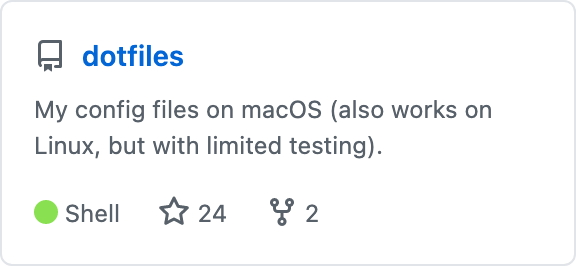 dotfiles
My config files on macOS (also works on
Linux, but with limited testing).
Shell 24 2